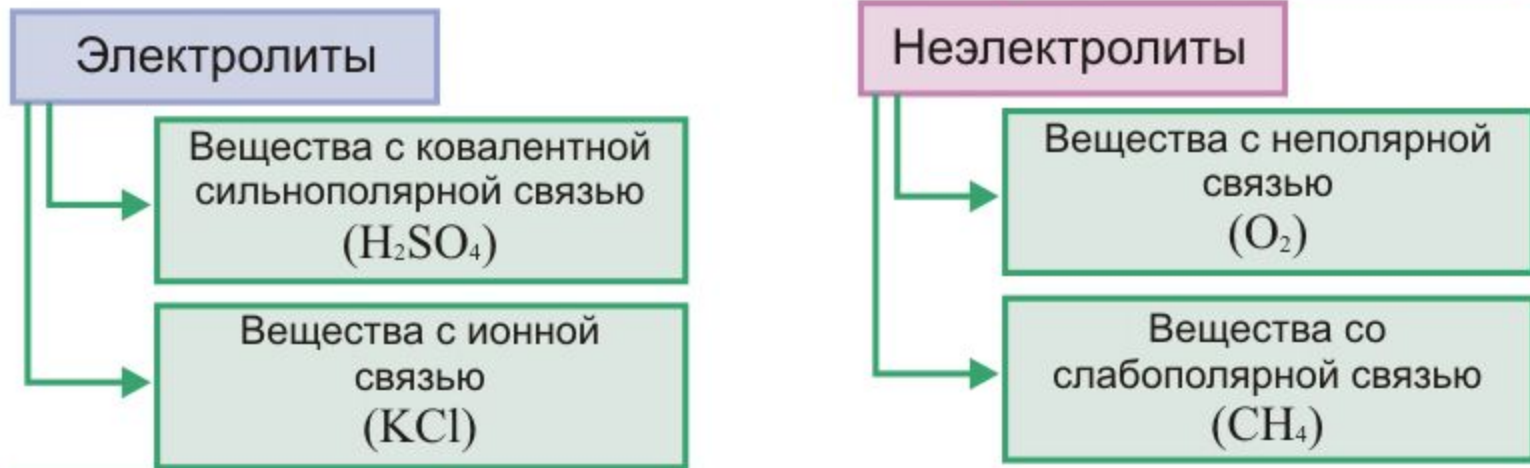 Электролиты
Вещества с ковалентной
сильнополярной связью
(H₂SO₄)
Вещества с ионной
связью
(KCl)
Неэлектролиты
Вещества с неполярной
связью
(O₂)
Вещества со
слабополярной связью
(CH₄)